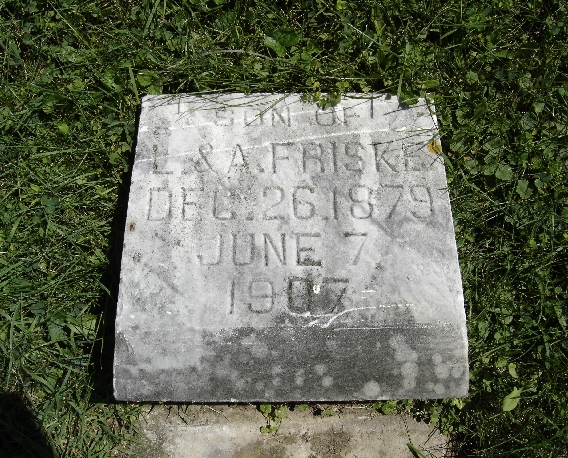 SON OF
L. & A. FRISKE
DEC. 26. 1879
JUNE 7
1907